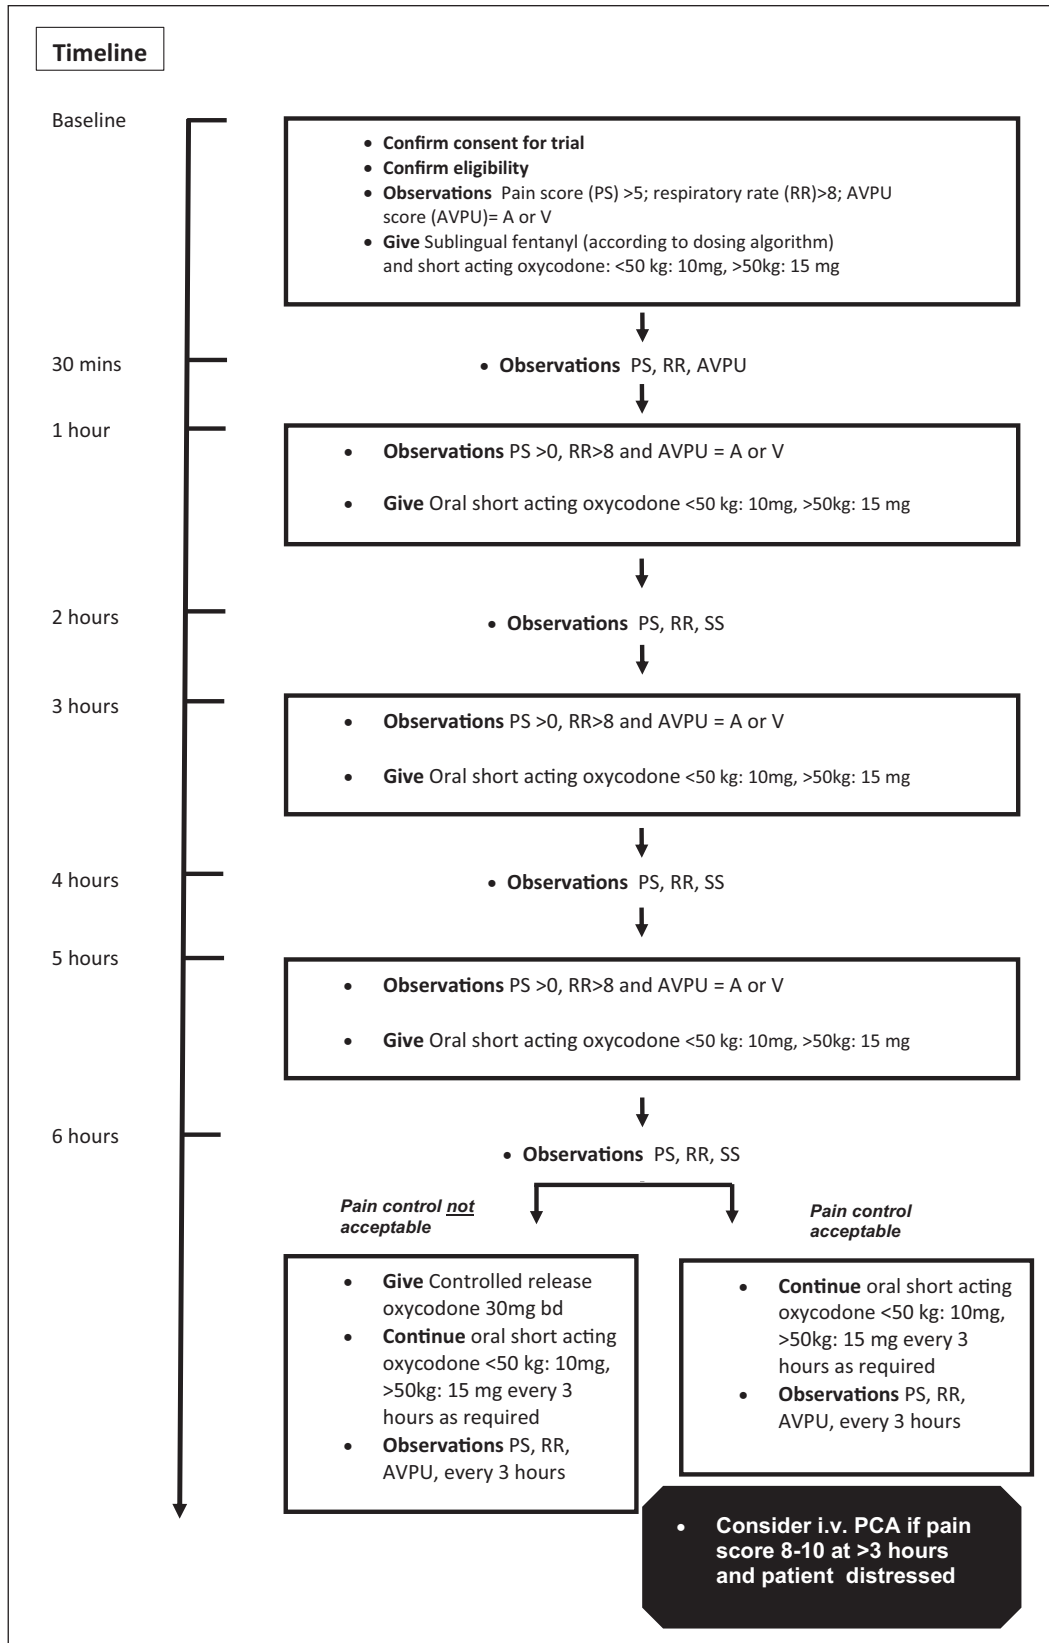 Timeline
Baseline
• Confirm consent for trial
• Confirm eligibility
• Observations Pain score (PS) >5; respiratory rate (RR)>8; AVPU
score (AVPU)= A or V
• Give Sublingual fentanyl (according to dosing algorithm)
and short acting oxycodone: <50 kg: 10mg, >50kg: 15 mg
30 mins
• Observations PS, RR, AVPU
1 hour
• Observations PS >0, RR>8 and AVPU = A or V
• Give Oral short acting oxycodone <50 kg: 10mg, >50kg: 15 mg
2 hours
• Observations PS, RR, SS
3 hours
• Observations PS >0, RR>8 and AVPU = A or V
• Give Oral short acting oxycodone <50 kg: 10mg, >50kg: 15 mg
4 hours
• Observations PS, RR, SS
5 hours
• Observations PS >0, RR>8 and AVPU = A or V
• Give Oral short acting oxycodone <50 kg: 10mg, >50kg: 15 mg
6 hours
• Observations PS, RR, SS
Pain control not
acceptable
• Give Controlled release
oxycodone 30mg bd
• Continue oral short acting
oxycodone <50 kg: 10mg,
>50kg: 15 mg every 3
hours as required
• Observations PS, RR,
AVPU, every 3 hours
Pain control
acceptable
• Continue oral short acting
oxycodone <50 kg: 10mg,
>50kg: 15 mg every 3
hours as required
• Observations PS, RR,
AVPU, every 3 hours
• Consider i.v. PCA if pain
score 8-10 at >3 hours
and patient distressed